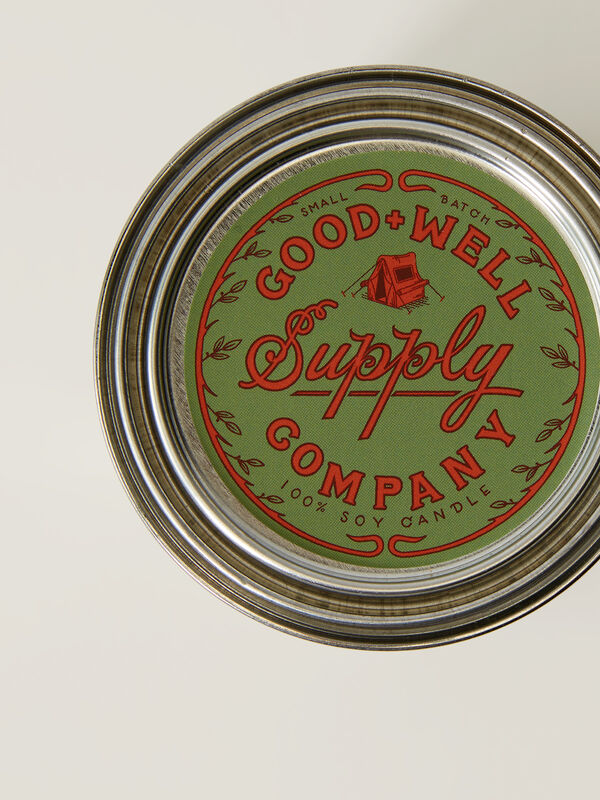 SMALL BATCH
GOOD+WELL
Supply
COMPANY
100% SOY CANDLE